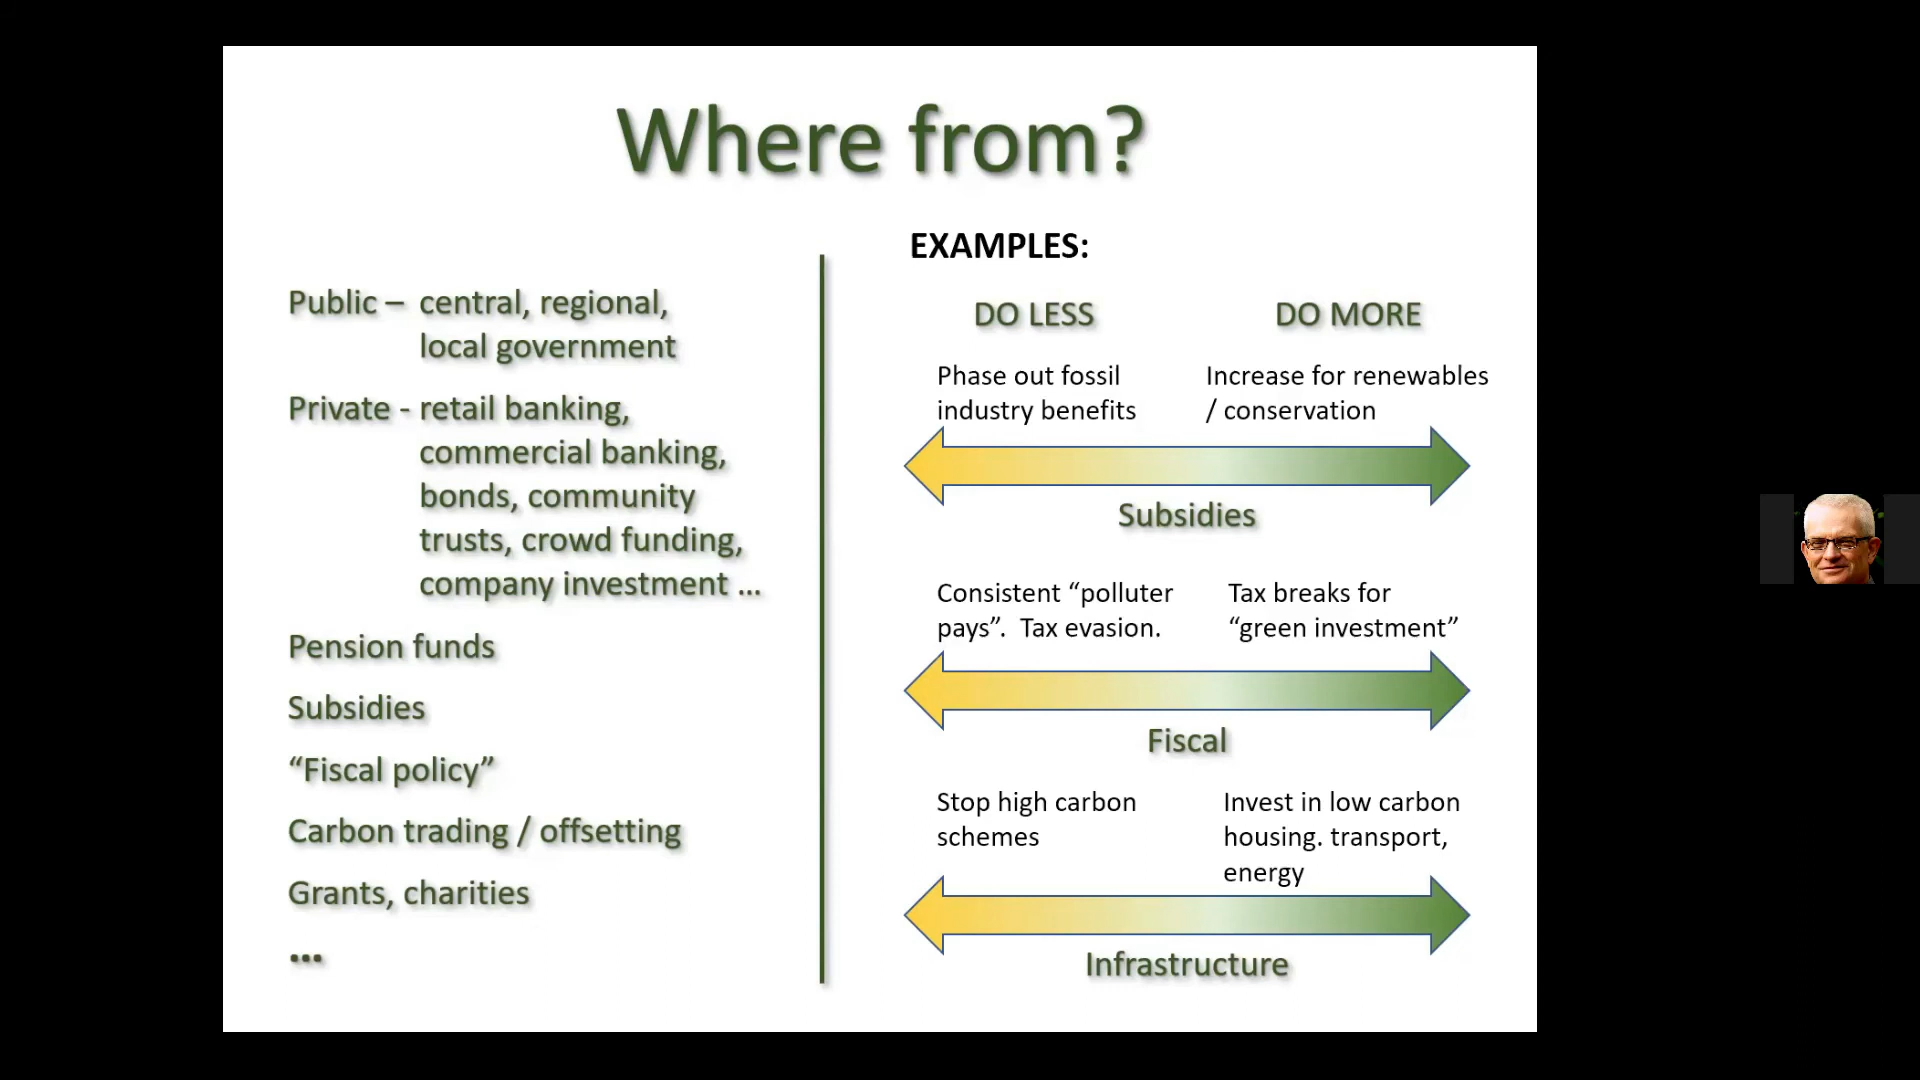 Where from?
Public – central, regional,
local government
Private - retail banking,
commercial banking,
bonds, community
trusts, crowd funding,
company investment ...
Pension funds
Subsidies
“Fiscal policy”
Carbon trading / offsetting
Grants, charities
...
EXAMPLES:
DO LESS DO MORE
Phase out fossil
industry benefits
Increase for renewables
/ conservation
Subsidies
Consistent “polluter
pays”. Tax evasion.
Tax breaks for
“green investment”
Fiscal
Stop high carbon
schemes
Invest in low carbon
housing. transport,
energy
Infrastructure